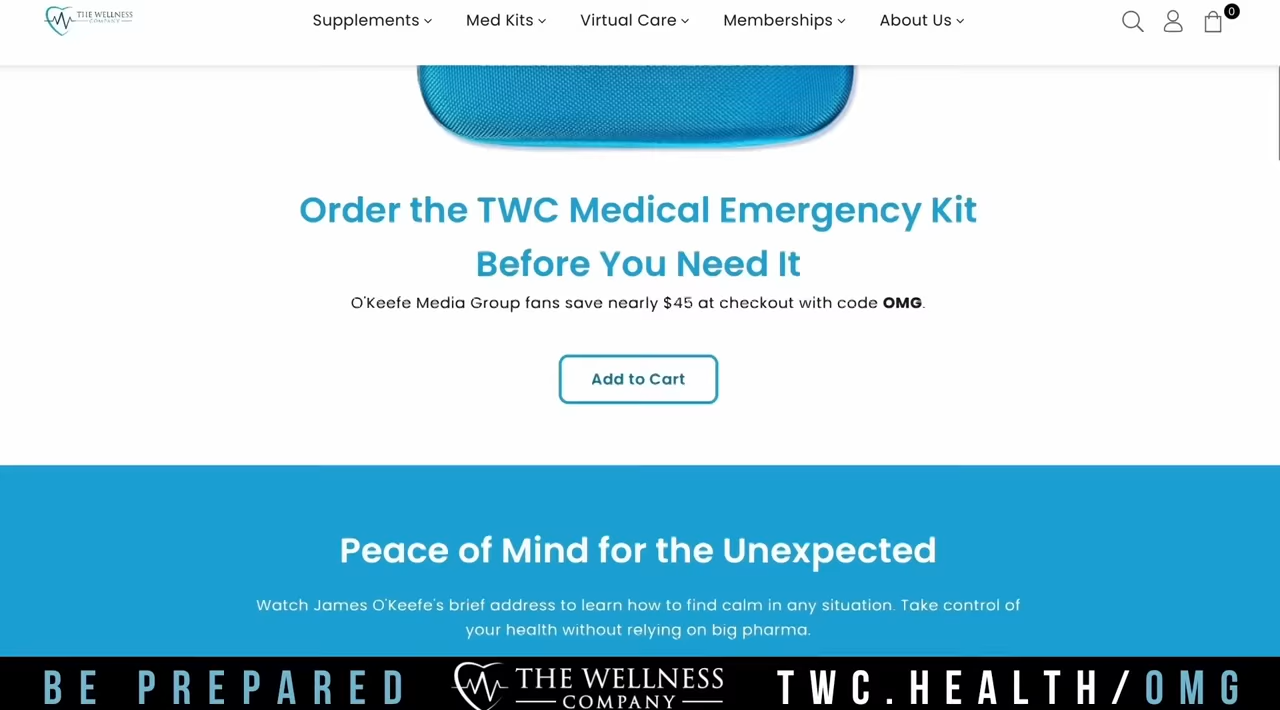 THE WELLNESS
COMPANY
Supplements Med Kits Virtual Care Memberships About Us
0
Order the TWC Medical Emergency Kit
Before You Need It
O'Keefe Media Group fans save nearly $45 at checkout with code OMG.
Add to Cart
Peace of Mind for the Unexpected
Watch James O'Keefe's brief address to learn how to find calm in any situation. Take control of
your health without relying on big pharma.
BE PREPARED THE WELLNESS COMPANY TWC.HEALTH/OMG